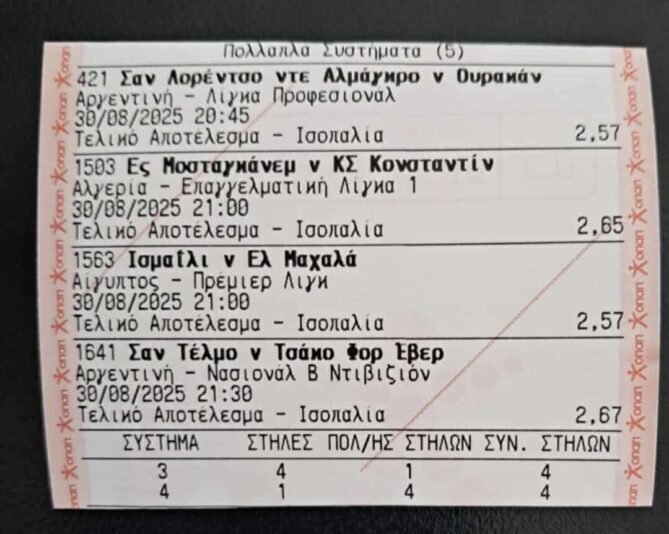 Πολλαπλά Συστήματα (5)
421 Σαν Λορέντσο ντε Αλμάγκρο v Ουρακάν
Αργεντινή - Λίγκα Προφεσιονάλ
30/08/2025 20:45
Τελικό Αποτέλεσμα - Ισοπαλία 2,57
1503 Ες Μοσταγκάνεμ v ΚΣ Κονσταντίν
Αλγερία - Επαγγελματική Λίγκα 1
30/08/2025 21:00
Τελικό Αποτέλεσμα - Ισοπαλία 2,65
1563 Ισμαΐλι v Ελ Μαχαλά
Αίγυπτος - Πρέμιερ Λιγκ
30/08/2025 21:00
Τελικό Αποτέλεσμα - Ισοπαλία 2,57
1641 Σαν Τέλμο v Τσάκο Φορ Έβερ
Αργεντινή - Νασιονάλ Β Ντιβιζιόν
30/08/2025 21:30
Τελικό Αποτέλεσμα - Ισοπαλία 2,67
ΣΥΣΤΗΜΑ ΣΤΗΛΕΣ ΠΟΛ/ΗΣ ΣΤΗΛΩΝ ΣΥΝ. ΣΤΗΛΩΝ
3 4 1 4
4 1 4 4